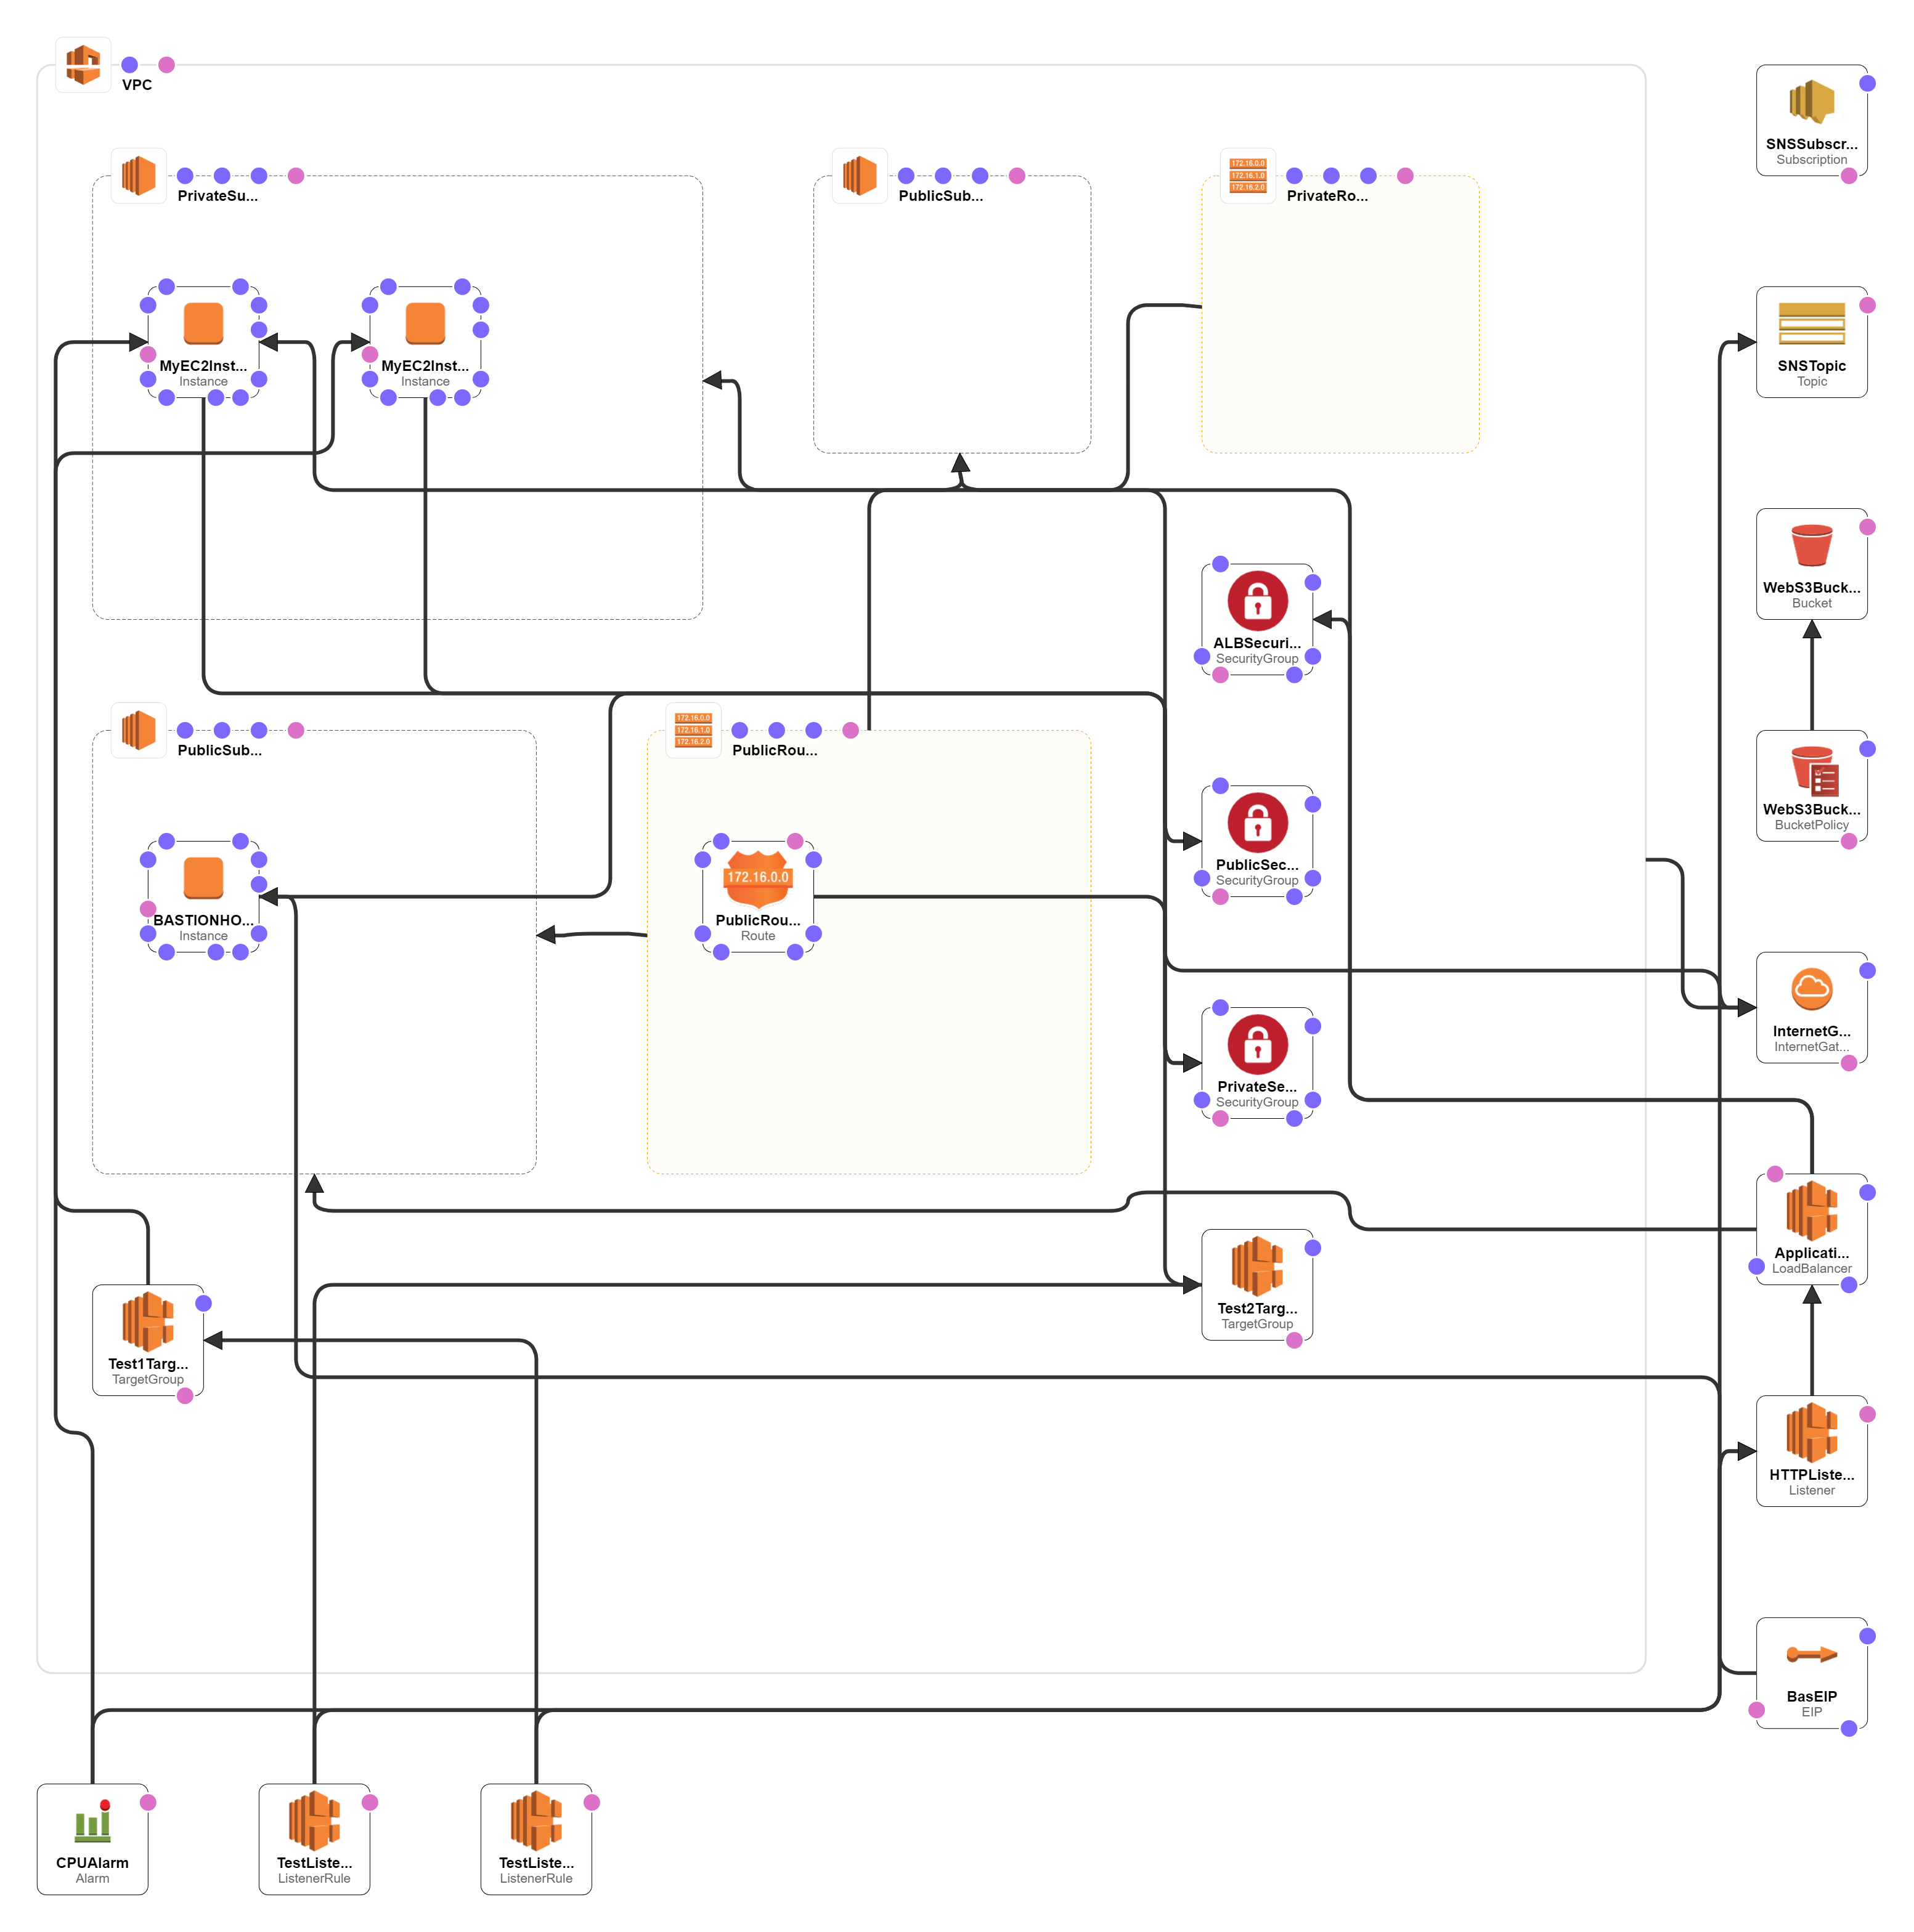 VPC
SNSSubscr...
Subscription
172.16.0.0
172.16.1.0
172.16.2.0
PrivateSu...
PublicSub...
PrivateRo...
MyEC2Inst...
Instance
MyEC2Inst...
Instance
SNSTopic
Topic
WebS3Buck...
Bucket
ALBSecuri...
SecurityGroup
172.16.0.0
172.16.1.0
172.16.2.0
PublicSub...
PublicRou...
WebS3Buck...
BucketPolicy
PublicSec...
SecurityGroup
172.16.0.0
BASTIONHO...
Instance
PublicRou...
Route
InternetG...
InternetGat...
PrivateSe...
SecurityGroup
Applicati...
LoadBalancer
Test2Targ...
TargetGroup
Test1Targ...
TargetGroup
HTTPListe...
Listener
BasEIP
EIP
CPUAlarm
Alarm
TestListe...
ListenerRule
TestListe...
ListenerRule